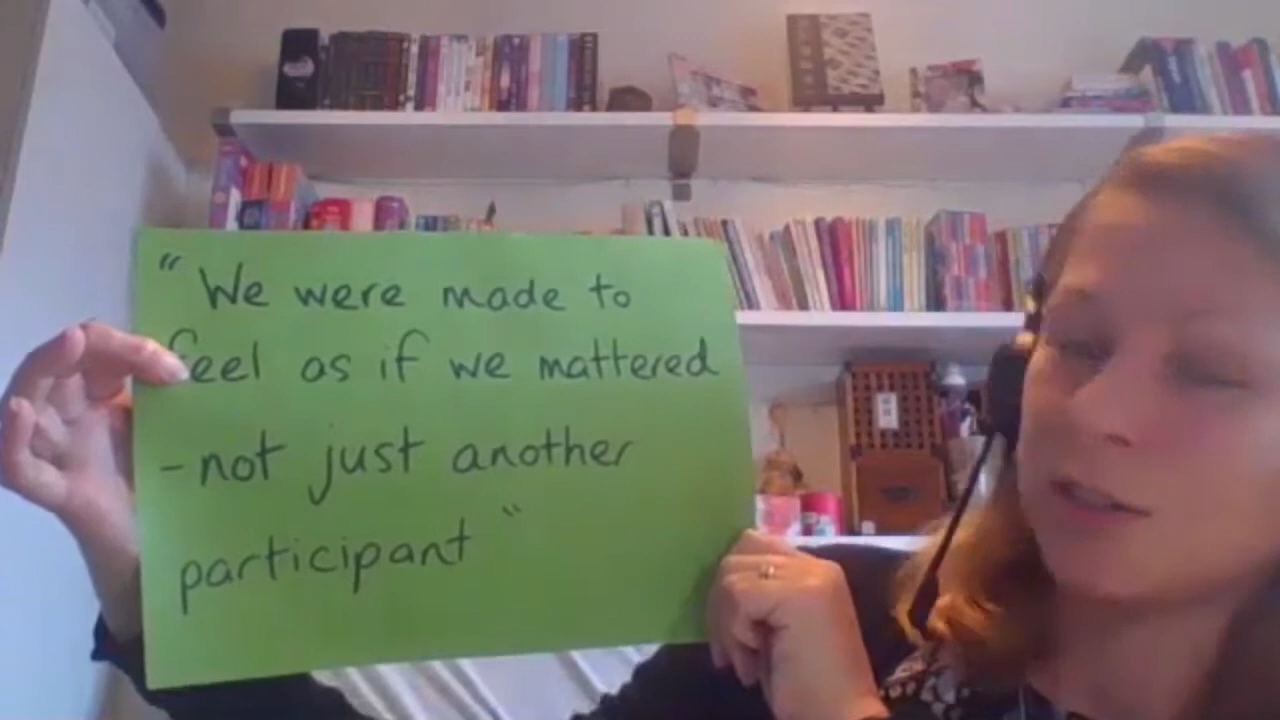 “We were made to
feel as if we mattered
- not just another
participant”